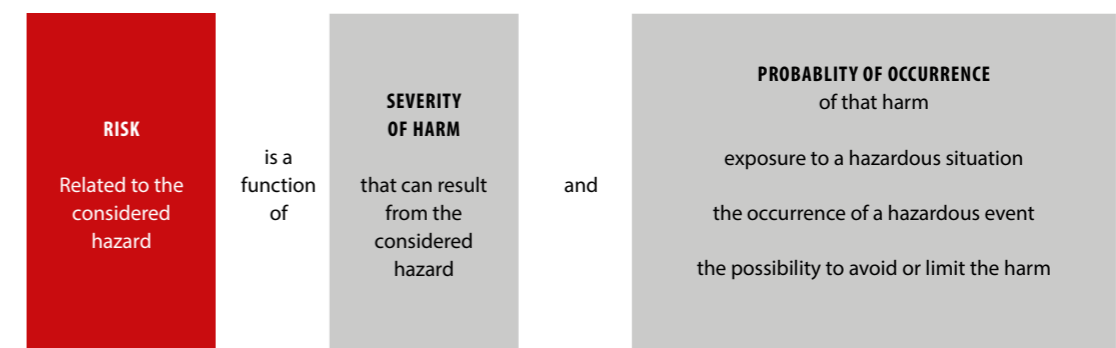 RISK
Related to the
considered
hazard
is a
function
of
SEVERITY
OF HARM
that can result
from the
considered
hazard
and
PROBABLITY OF OCCURRENCE
of that harm
exposure to a hazardous situation
the occurrence of a hazardous event
the possibility to avoid or limit the harm